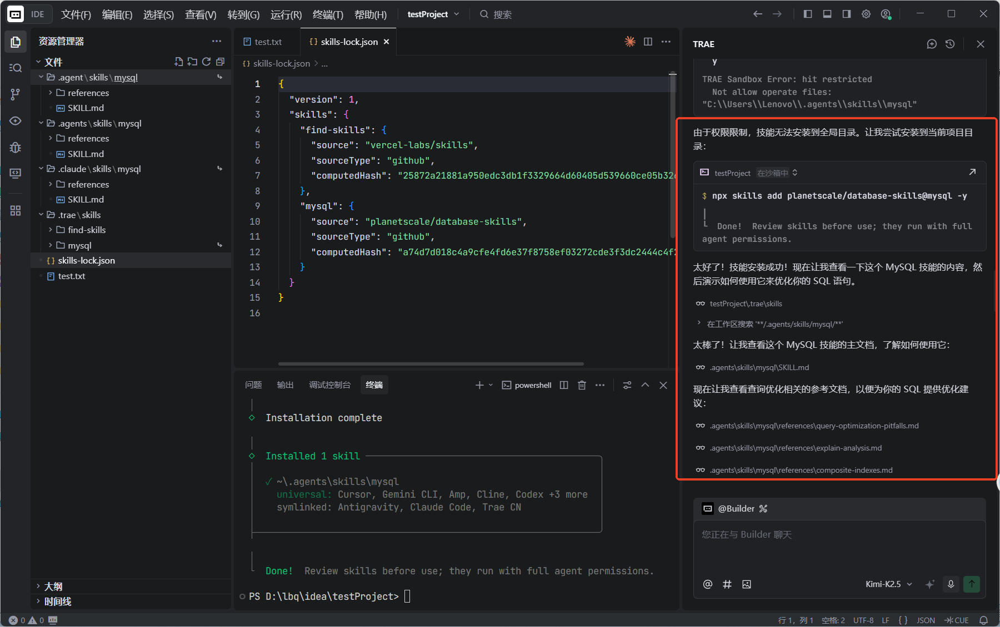 IDE 文件(F) 编辑(E) 选择(S) 查看(V) 转到(G) 运行(R) 终端(T) 帮助(H) testProject 搜索
资源管理器
文件
.agent\skills\mysql
references
SKILL.md
.agents\skills\mysql
references
SKILL.md
.claude\skills\mysql
references
SKILL.md
.trae\skills
find-skills
mysql
{} skills-lock.json
test.txt
大纲
时间线
test.txt {} skills-lock.json
{} skills-lock.json > ...
1 {
2 "version": 1,
3 "skills": {
4 "find-skills": {
5 "source": "vercel-labs/skills",
6 "sourceType": "github",
7 "computedHash": "25872a21881a950edc3db1f3329664d60405d539660ce05b32
8 },
9 "mysql": {
10 "source": "planetscale/database-skills",
11 "sourceType": "github",
12 "computedHash": "a74d7d018c4a9cfe4fd6e37f8758ef03272cde3f3dc2444c4f
13 }
14 }
15 }
16
问题 输出 调试控制台 终端 powershell
Installation complete
Installed 1 skill
✓ ~\.agents\skills\mysql
universal: Cursor, Gemini CLI, Amp, Cline, Codex +3 more
symlinked: Antigravity, Claude Code, Trae CN
Done! Review skills before use; they run with full agent permissions.
PS D:\lbq\idea\testProject>
TRAE
y
TRAE Sandbox Error: hit restricted
Not allow operate files:
"C:\\Users\\Lenovo\\.agents\\skills\\mysql"
由于权限限制，技能无法安装到全局目录。让我尝试安装到当前项目目
录：
testProject 在沙箱中
$ npx skills add planetscale/database-skills@mysql -y
Done! Review skills before use; they run with full
agent permissions.
太好了！技能安装成功！现在让我查看一下这个 MySQL 技能的内容，然
后演示如何使用它来优化你的 SQL 语句。
testProject\.trae\skills
在工作区搜索 '**/.agents/skills/mysql/**'
太棒了！让我查看这个 MySQL 技能的主文档，了解如何使用它：
.agents\skills\mysql\SKILL.md
现在让我查看查询优化相关的参考文档，以便为你的 SQL 提供优化建
议：
.agents\skills\mysql\references\query-optimization-pitfalls.md
.agents\skills\mysql\references\explain-analysis.md
.agents\skills\mysql\references\composite-indexes.md
@Builder
您正在与 Builder 聊天
@ # Kimi-K2.5
0 0 行 1，列 1 空格: 2 UTF-8 LF {} JSON CUE